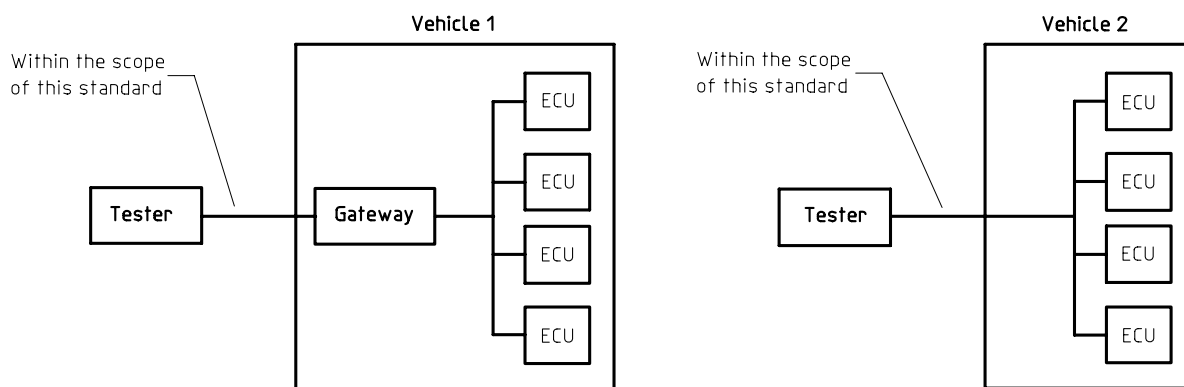 Vehicle 1
Within the scope
of this standard
ECU
ECU
Tester
Gateway
ECU
ECU
Vehicle 2
Within the scope
of this standard
ECU
ECU
Tester
ECU
ECU